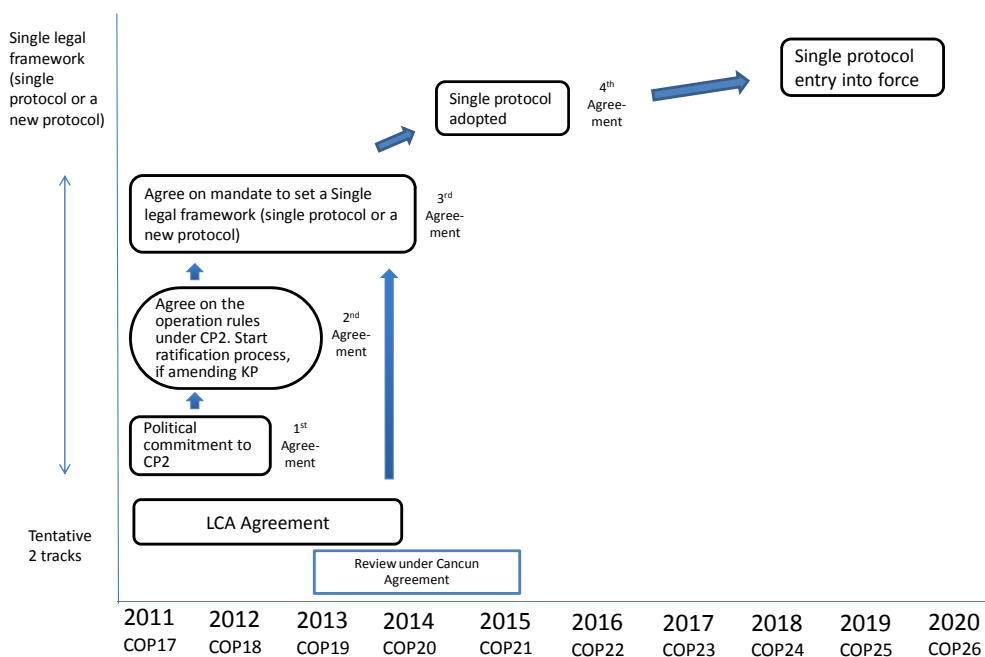 Single legal
framework
(single
protocol or a
new protocol)
Single protocol
entry into force
Single protocol
adopted
4th
Agree-
ment
Agree on mandate to set a Single
legal framework (single protocol or a
new protocol)
3rd
Agree-
ment
Agree on the
operation rules
under CP2. Start
ratification process,
if amending KP
2nd
Agree-
ment
Political
commitment to
CP2
1st
Agree-
ment
LCA Agreement
Tentative
2 tracks
Review under Cancun
Agreement
2011 2012 2013 2014 2015 2016 2017 2018 2019 2020
COP17 COP18 COP19 COP20 COP21 COP22 COP23 COP24 COP25 COP26